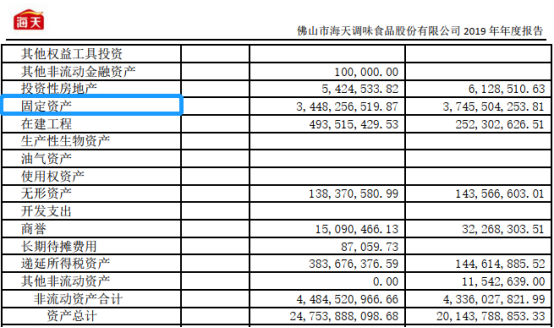 海天
佛山市海天调味食品股份有限公司 2019 年年度报告
其他权益工具投资
其他非流动金融资产 100,000.00
投资性房地产 5,424,533.82 6,128,510.63
固定资产 3,448,256,519.87 3,745,504,253.81
在建工程 493,515,429.53 252,302,626.51
生产性生物资产
油气资产
使用权资产
无形资产 138,370,580.99 143,566,603.01
开发支出
商誉 15,090,466.13 32,268,303.51
长期待摊费用 87,059.73
递延所得税资产 383,676,376.59 144,614,885.52
其他非流动资产 0.00 11,542,639.00
非流动资产合计 4,484,520,966.66 4,336,027,821.99
资产总计 24,753,888,098.68 20,143,788,853.33